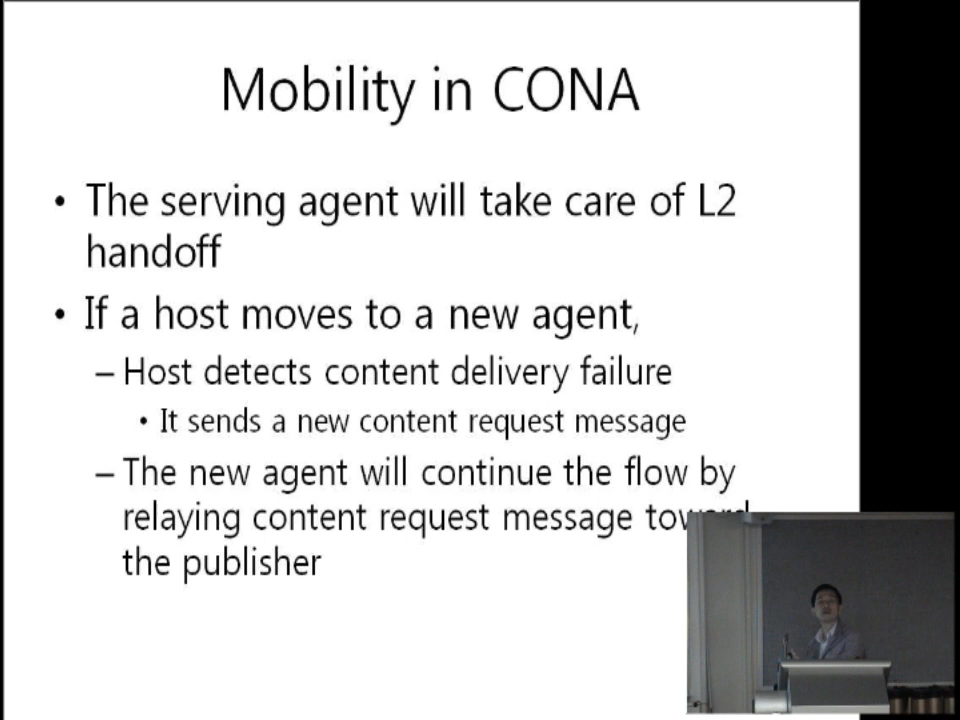 Mobility in CONA
• The serving agent will take care of L2
handoff
• If a host moves to a new agent,
– Host detects content delivery failure
• It sends a new content request message
– The new agent will continue the flow by
relaying content request message toward
the publisher